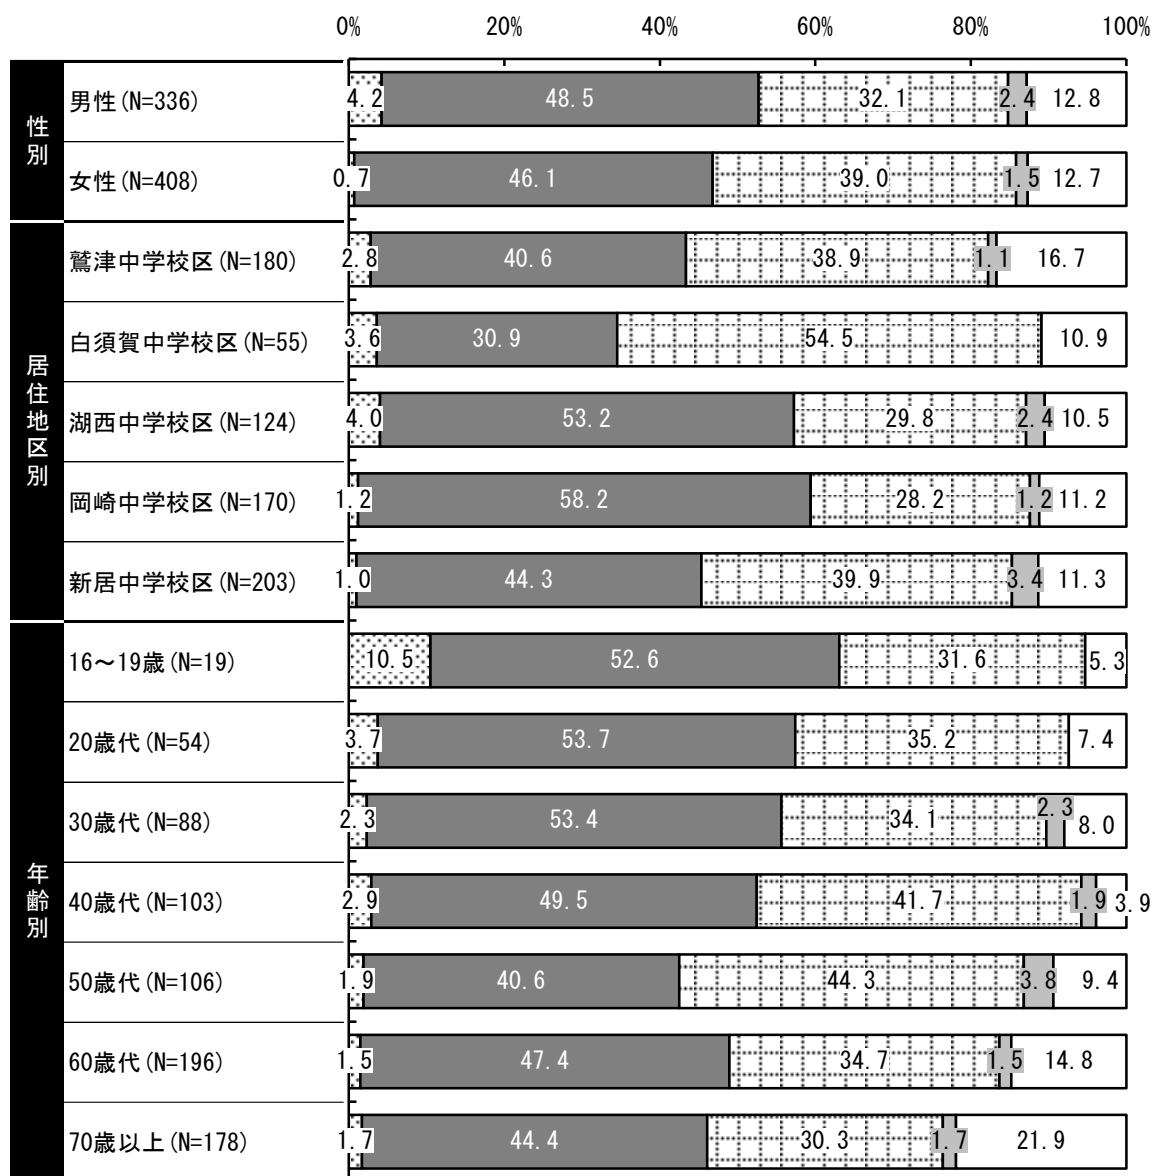 0% 20% 40% 60% 80% 100%
性別
男性(N=336) 4.2 48.5 32.1 2.4 12.8
女性(N=408) 0.7 46.1 39.0 1.5 12.7
居住地区別
鷲津中学校区(N=180) 2.8 40.6 38.9 1.1 16.7
白須賀中学校区(N=55) 3.6 30.9 54.5 10.9
湖西中学校区(N=124) 4.0 53.2 29.8 2.4 10.5
岡崎中学校区(N=170) 1.2 58.2 28.2 1.2 11.2
新居中学校区(N=203) 1.0 44.3 39.9 3.4 11.3
年齢別
16~19歳(N=19) 10.5 52.6 31.6 5.3
20歳代(N=54) 3.7 53.7 35.2 7.4
30歳代(N=88) 2.3 53.4 34.1 2.3 8.0
40歳代(N=103) 2.9 49.5 41.7 1.9 3.9
50歳代(N=106) 1.9 40.6 44.3 3.8 9.4
60歳代(N=196) 1.5 47.4 34.7 1.5 14.8
70歳以上(N=178) 1.7 44.4 30.3 1.7 21.9